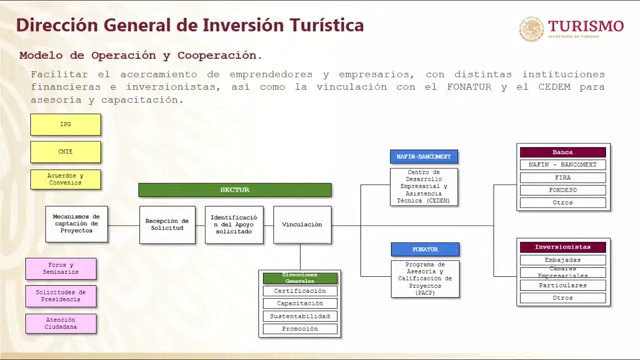 Dirección General de Inversión Turística
TURISMO
SECRETARÍA DE TURISMO
Modelo de Operación y Cooperación.
Facilitar el acercamiento de emprendedores y empresarios, con distintas instituciones
financieras e inversionistas, así como la vinculación con el FONATUR y el CEDEM para
asesoría y capacitación.
IPG
CNIE
Acuerdos y
Convenios
Mecanismos de
captación de
Proyectos
Foros y
Seminarios
Solicitudes de
Presidencia
Atención
Ciudadana
SECTUR
Recepción de
Solicitud
Identificació
n del Apoyo
solicitado
Vinculación
Direcciones
Generales
Certificación
Capacitación
Sustentabilidad
Promoción
NAFIN-BANCOMEXT
Centro de
Desarrollo
Empresarial y
Asistencia
Técnica (CEDEM)
FONATUR
Programa de
Asesoría y
Calificación de
Proyectos
(PACP)
Banca
NAFIN - BANCOMEXT
FIRA
FONDESO
Otros
Inversionistas
Embajadas
Cámaras
Empresariales
Particulares
Otros